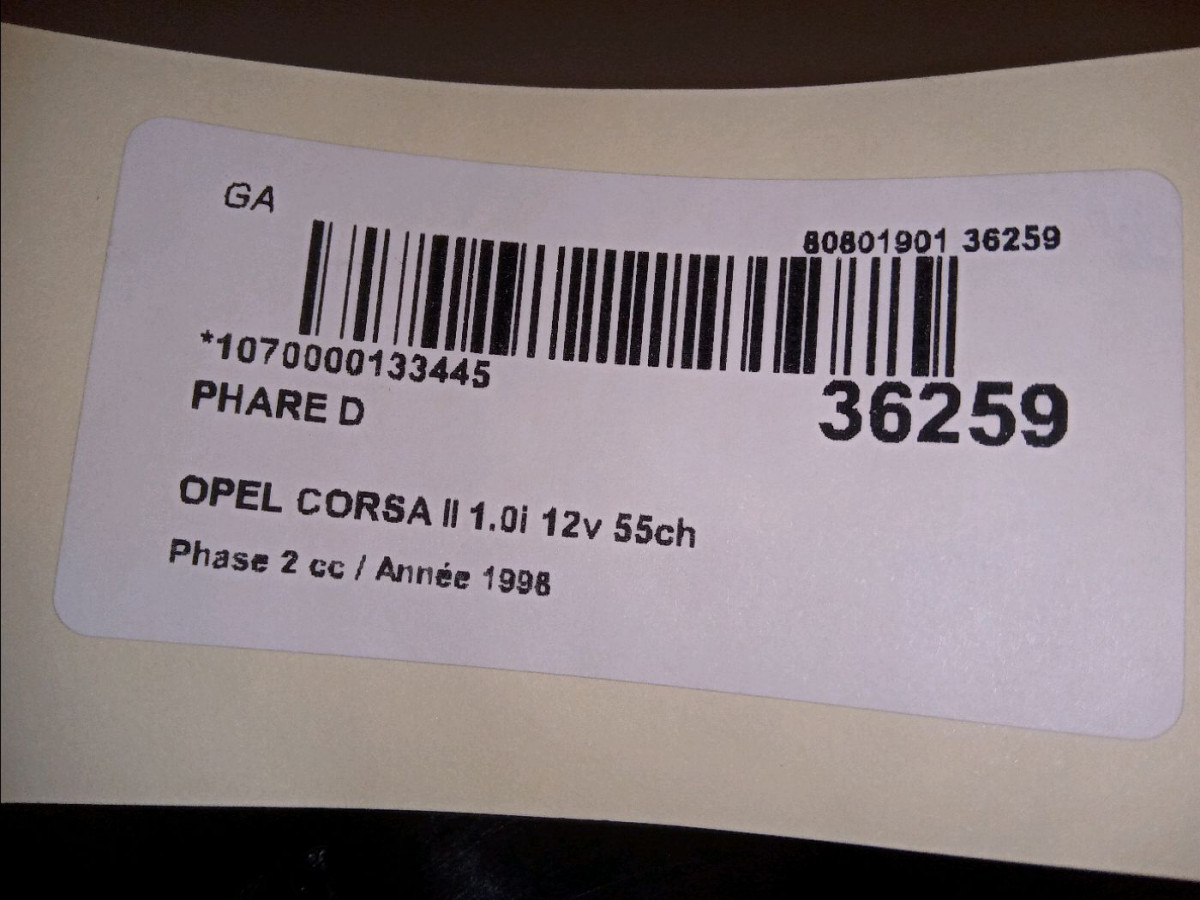 GA
80801901 36259
*1070000133445
36259
PHARE D
OPEL CORSA II 1.0i 12v 55ch
Phase 2 cc / Année 1998